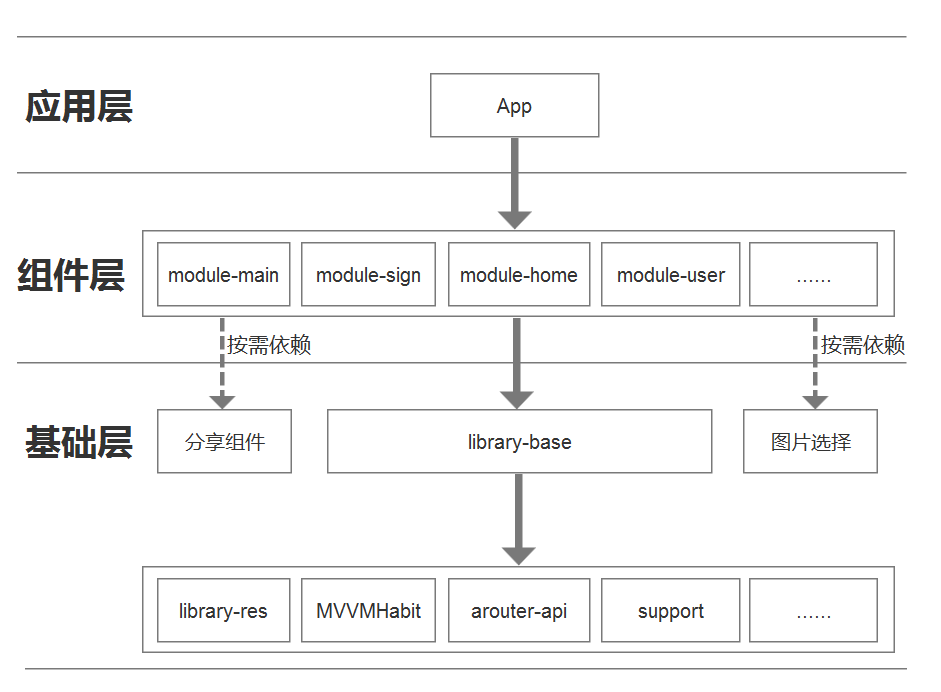 应用层
App
组件层
module-main
module-sign
module-home
module-user
......
按需依赖
按需依赖
基础层
分享组件
library-base
图片选择
library-res
MVVMHabit
arouter-api
support
......